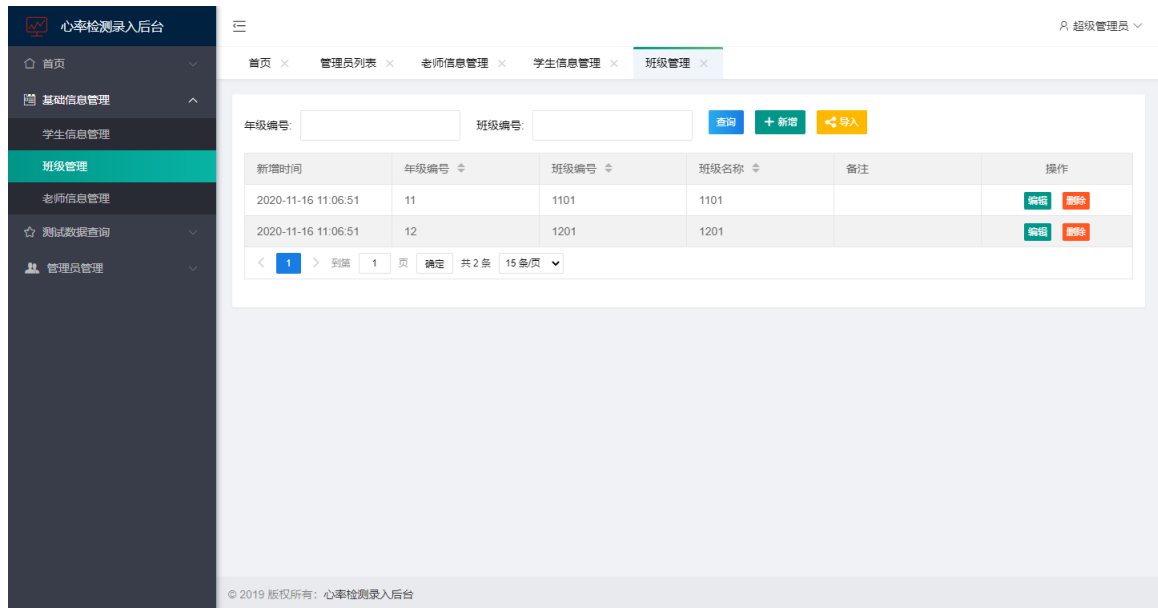 心率检测录入后台
超级管理员
首页
基础信息管理
学生信息管理
班级管理
老师信息管理
测试数据查询
管理员管理
首页 管理员列表 老师信息管理 学生信息管理 班级管理
年级编号: 班级编号: 查询 新增 导入
新增时间 年级编号 班级编号 班级名称 备注 操作
2020-11-16 11:06:51 11 1101 1101 编辑 删除
2020-11-16 11:06:51 12 1201 1201 编辑 删除
1 到第 1 页 确定 共 2 条 15 条/页
© 2019 版权所有：心率检测录入后台